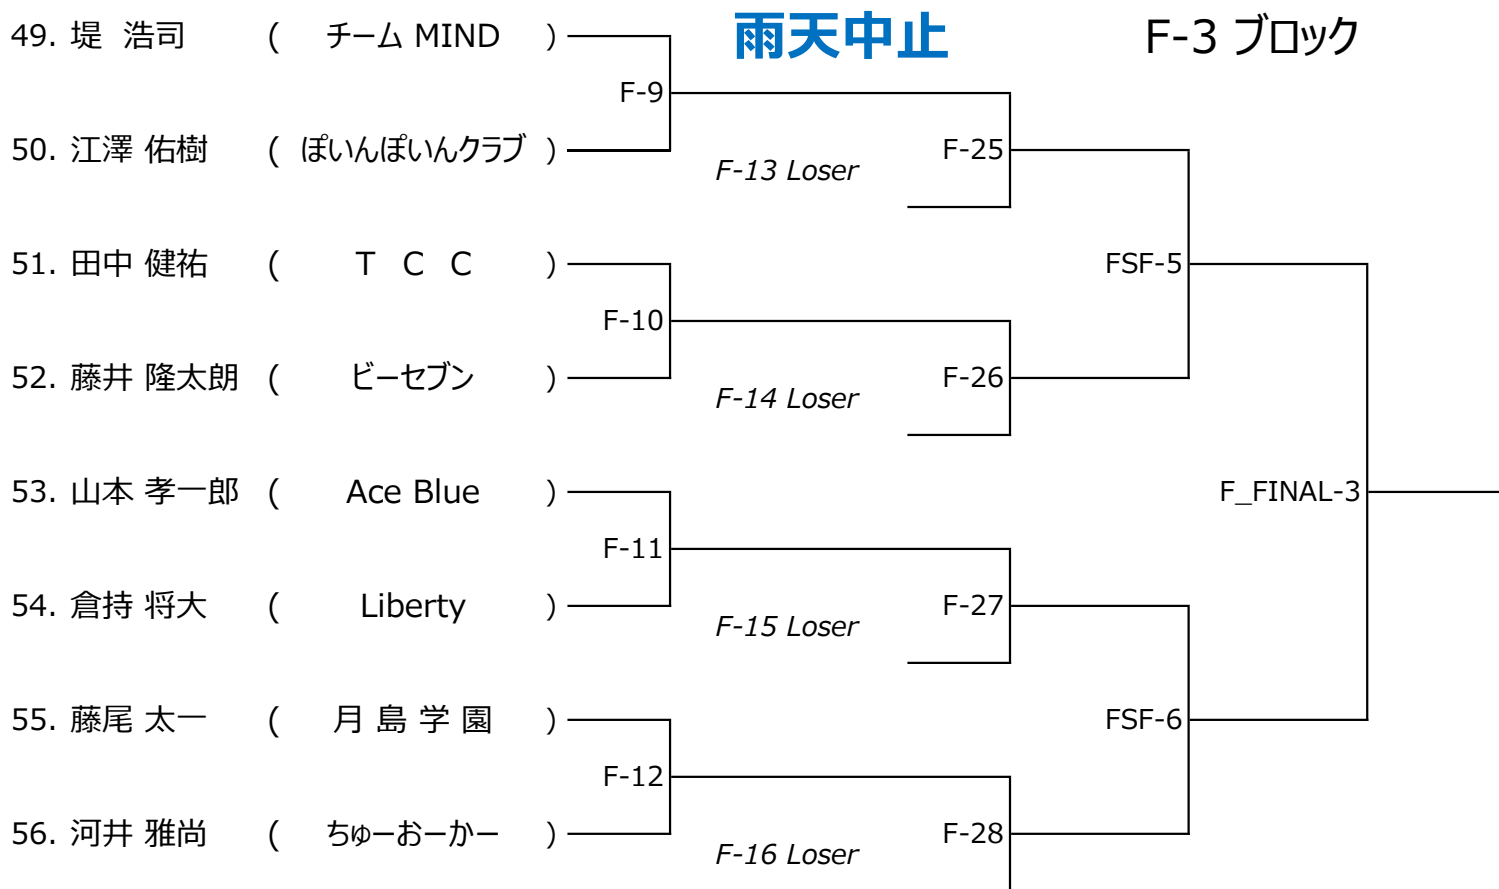 雨天中止 F-3 ブロック
49. 堤 浩司 ( チーム MIND )
F-9
50. 江澤 佑樹 ( ぽいんぽいんクラブ ) F-25
F-13 Loser
51. 田中 健祐 ( T C C ) FSF-5
F-10
52. 藤井 隆太朗 ( ビーセブン ) F-26
F-14 Loser
53. 山本 孝一郎 ( Ace Blue ) F_FINAL-3
F-11
54. 倉持 将大 ( Liberty ) F-27
F-15 Loser
55. 藤尾 太一 ( 月 島 学 園 ) FSF-6
F-12
56. 河井 雅尚 ( ちゅーおーかー ) F-28
F-16 Loser